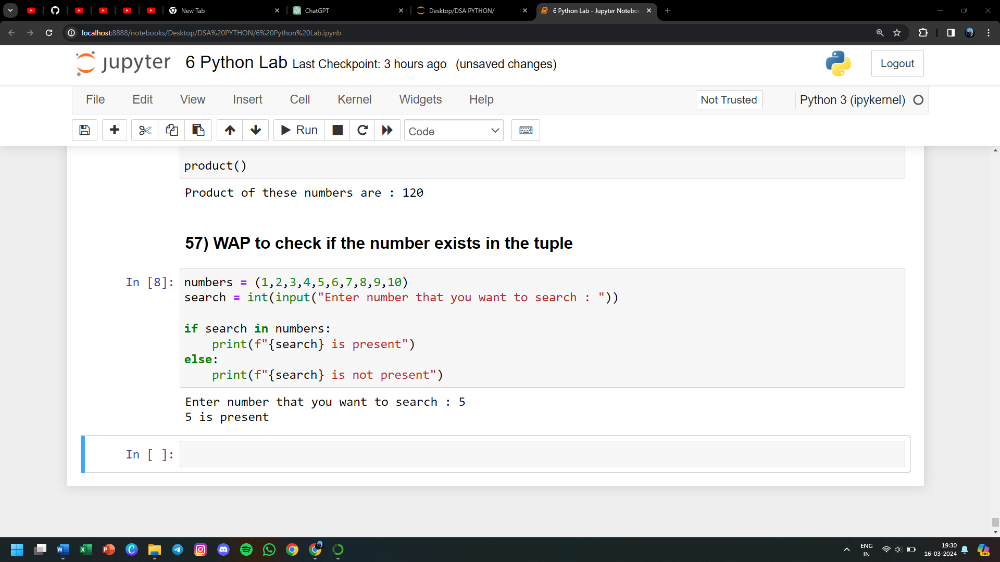 New Tab
ChatGPT
Desktop/DSA PYTHON/
6 Python Lab - Jupyter Noteboo
localhost:8888/notebooks/Desktop/DSA%20PYTHON/6%20Python%20Lab.ipynb
jupyter 6 Python Lab Last Checkpoint: 3 hours ago (unsaved changes)
Logout
File Edit View Insert Cell Kernel Widgets Help
Not Trusted
Python 3 (ipykernel)
Run
Code
product()
Product of these numbers are : 120
57) WAP to check if the number exists in the tuple
In [8]:
numbers = (1,2,3,4,5,6,7,8,9,10)
search = int(input("Enter number that you want to search : "))
if search in numbers:
    print(f"{search} is present")
else:
    print(f"{search} is not present")
Enter number that you want to search : 5
5 is present
In [ ]:
ENG
IN
19:30
16-03-2024
PRE